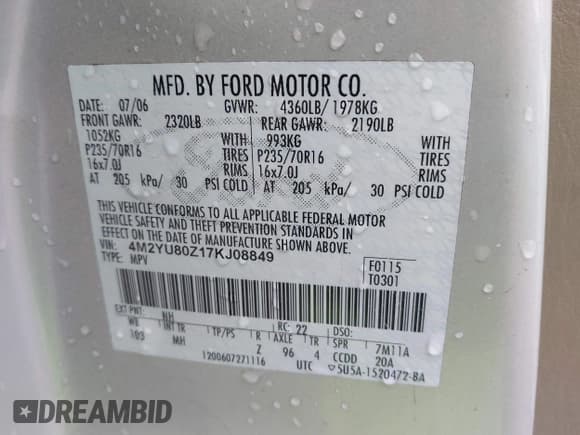 MFD. BY FORD MOTOR CO.
DATE: 07/06 GVWR: 4360LB/ 1978KG
FRONT GAWR: 2320LB REAR GAWR: 2190LB
1052KG WITH 993KG WITH
P235/70R16 TIRES P235/70R16 TIRES
16x7.0J RIMS 16x7.0J RIMS
AT 205 kPa/ 30 PSI COLD AT 205 kPa/ 30 PSI COLD
THIS VEHICLE CONFORMS TO ALL APPLICABLE FEDERAL MOTOR
VEHICLE SAFETY AND THEFT PREVENTION STANDARDS IN
EFFECT ON THE DATE OF MANUFACTURE SHOWN ABOVE.
4M2YU80Z17KJ08849
TYPE: MPV
F0115
T0301
EXT PNT: NH RC: 22 DSO:
WB INT TR TP/PS R AXLE TR SPR 7M11A
103 MH Z 96 4 CCDD 20A
1200607271116 UTC 5U5A-1520472-BA
DREAMBID